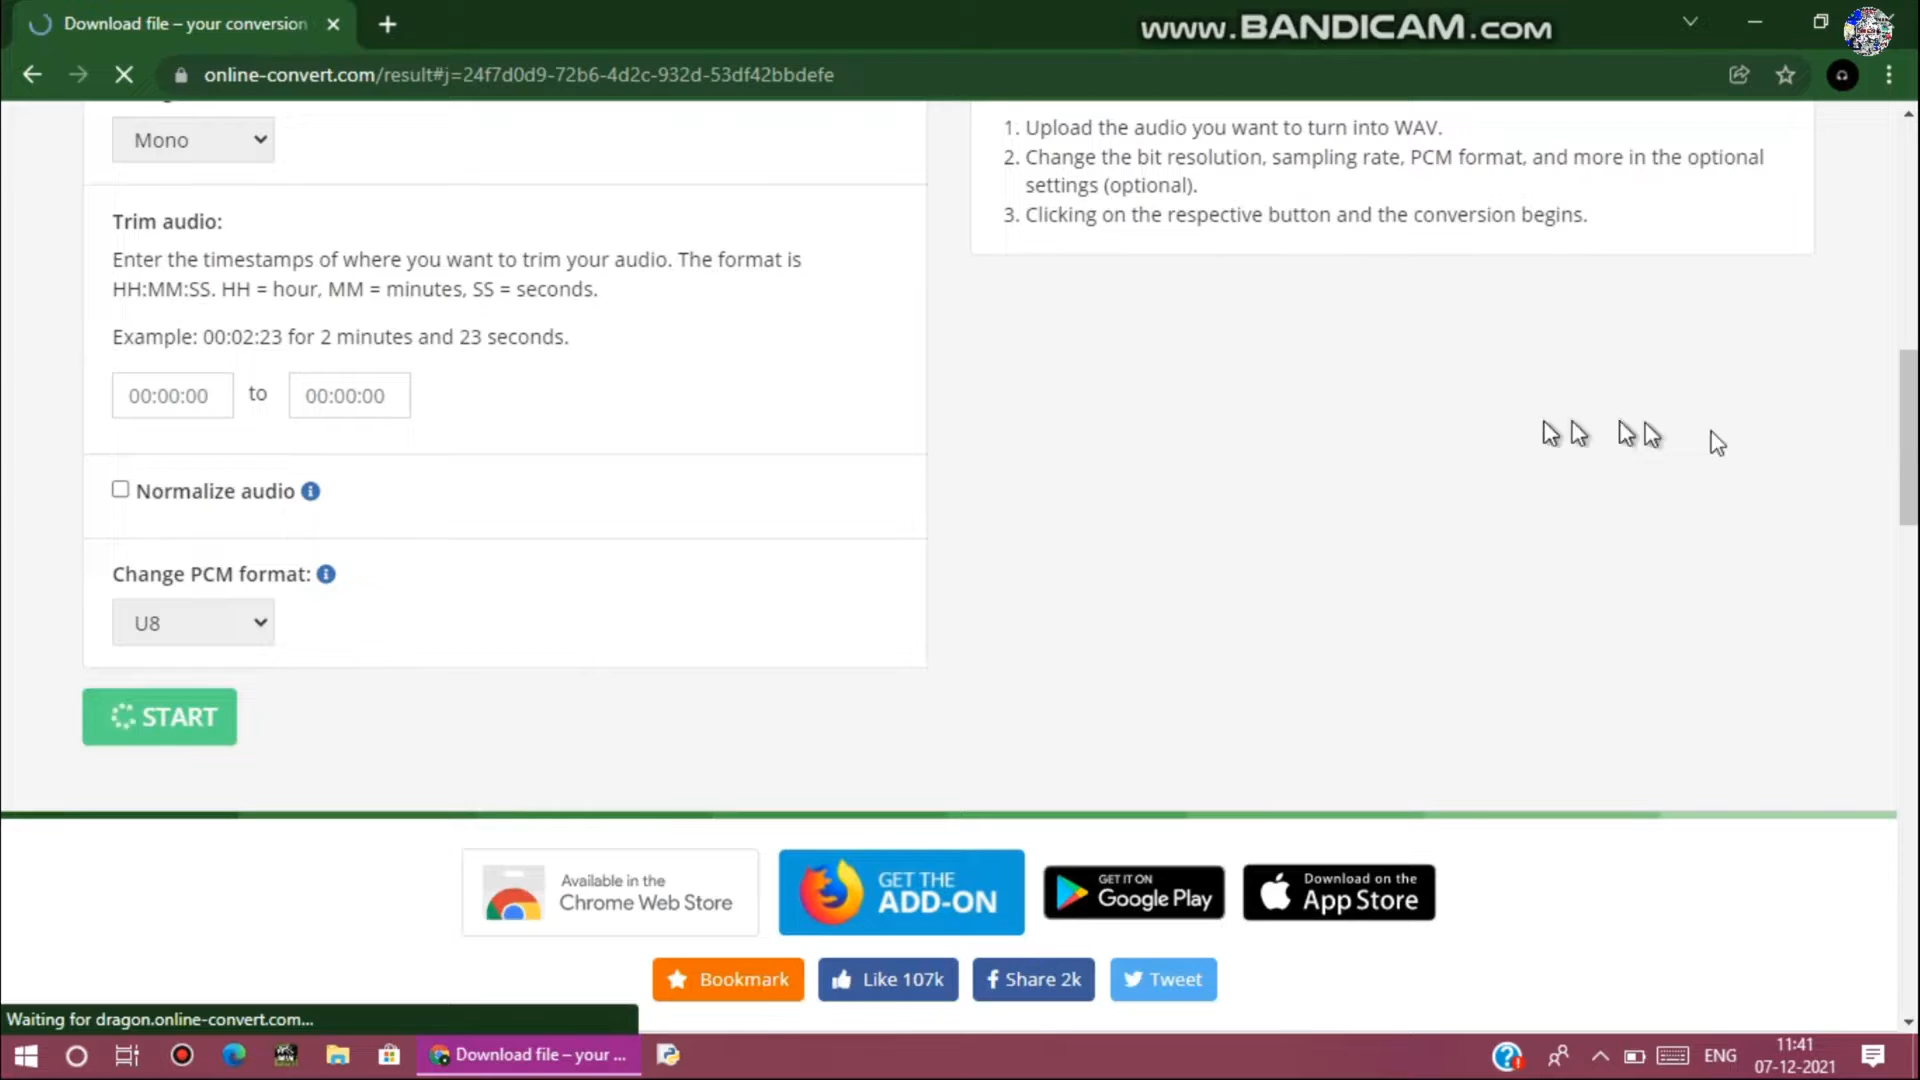 Download file – your conversion
www.BANDICAM.com
online-convert.com/result#j=24f7d0d9-72b6-4d2c-932d-53df42bbdefe
Mono
Trim audio:
Enter the timestamps of where you want to trim your audio. The format is
HH:MM:SS. HH = hour, MM = minutes, SS = seconds.
Example: 00:02:23 for 2 minutes and 23 seconds.
00:00:00 to 00:00:00
Normalize audio
Change PCM format:
U8
START
1. Upload the audio you want to turn into WAV.
2. Change the bit resolution, sampling rate, PCM format, and more in the optional
settings (optional).
3. Clicking on the respective button and the conversion begins.
Available in the
Chrome Web Store
GET THE
ADD-ON
GET IT ON
Google Play
Download on the
App Store
Bookmark
Like 107k
Share 2k
Tweet
Waiting for dragon.online-convert.com...
Download file – your ...
ENG
11:41
07-12-2021